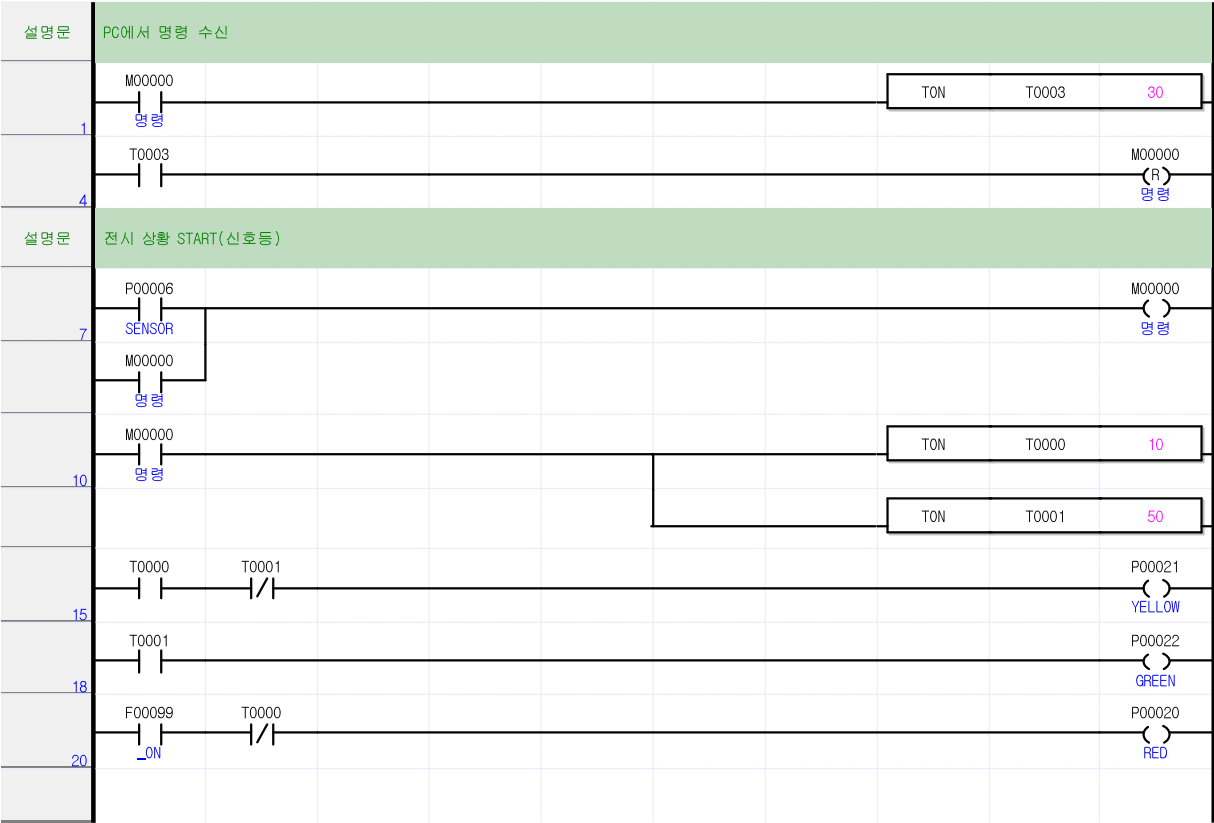 설명문 PC에서 명령 수신
M00000
TON T0003 30
명령
1
T0003 M00000
R
4 명령
설명문 전시 상황 START(신호등)
P00006 M00000
7 SENSOR 명령
M00000
명령
M00000
TON T0000 10
10 명령
TON T0001 50
T0000 T0001 P00021
15 YELLOW
T0001 P00022
18 GREEN
F00099 T0000 P00020
20 _ON RED